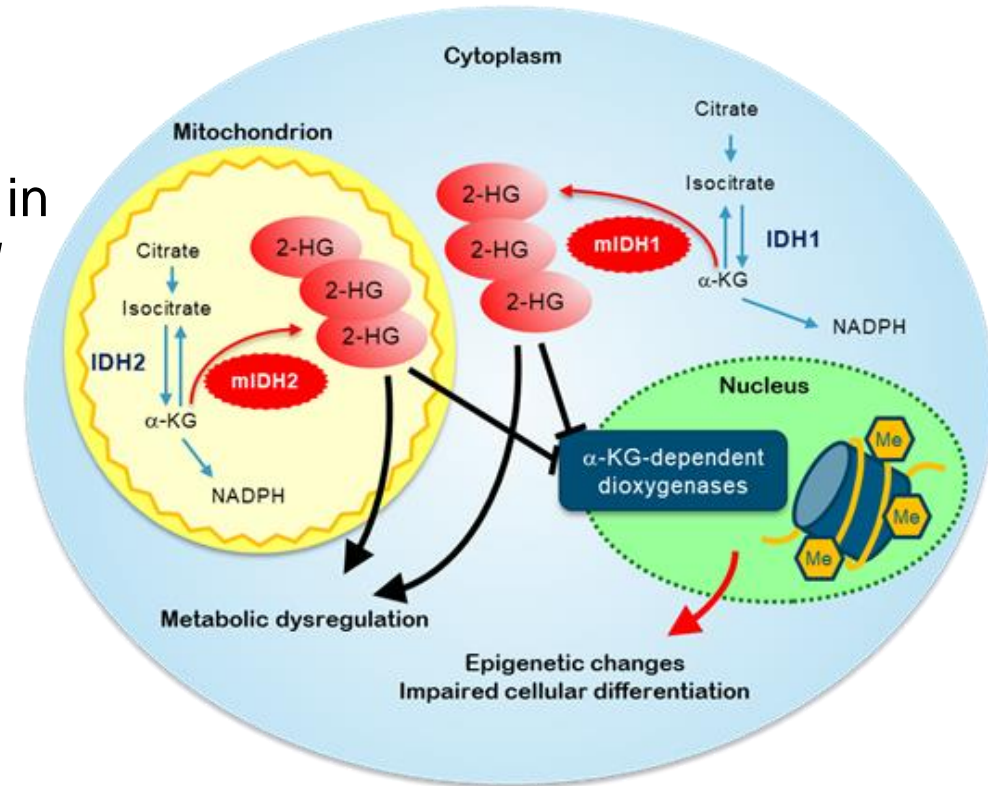 Cytoplasm
Mitochondrion
in
Citrate
Isocitrate
IDH2
mIDH2
α-KG
NADPH
2-HG
2-HG
2-HG
2-HG
2-HG
2-HG
mIDH1
Citrate
Isocitrate
IDH1
α-KG
NADPH
Nucleus
α-KG-dependent
dioxygenases
Me
Me
Me
Metabolic dysregulation
Epigenetic changes
Impaired cellular differentiation